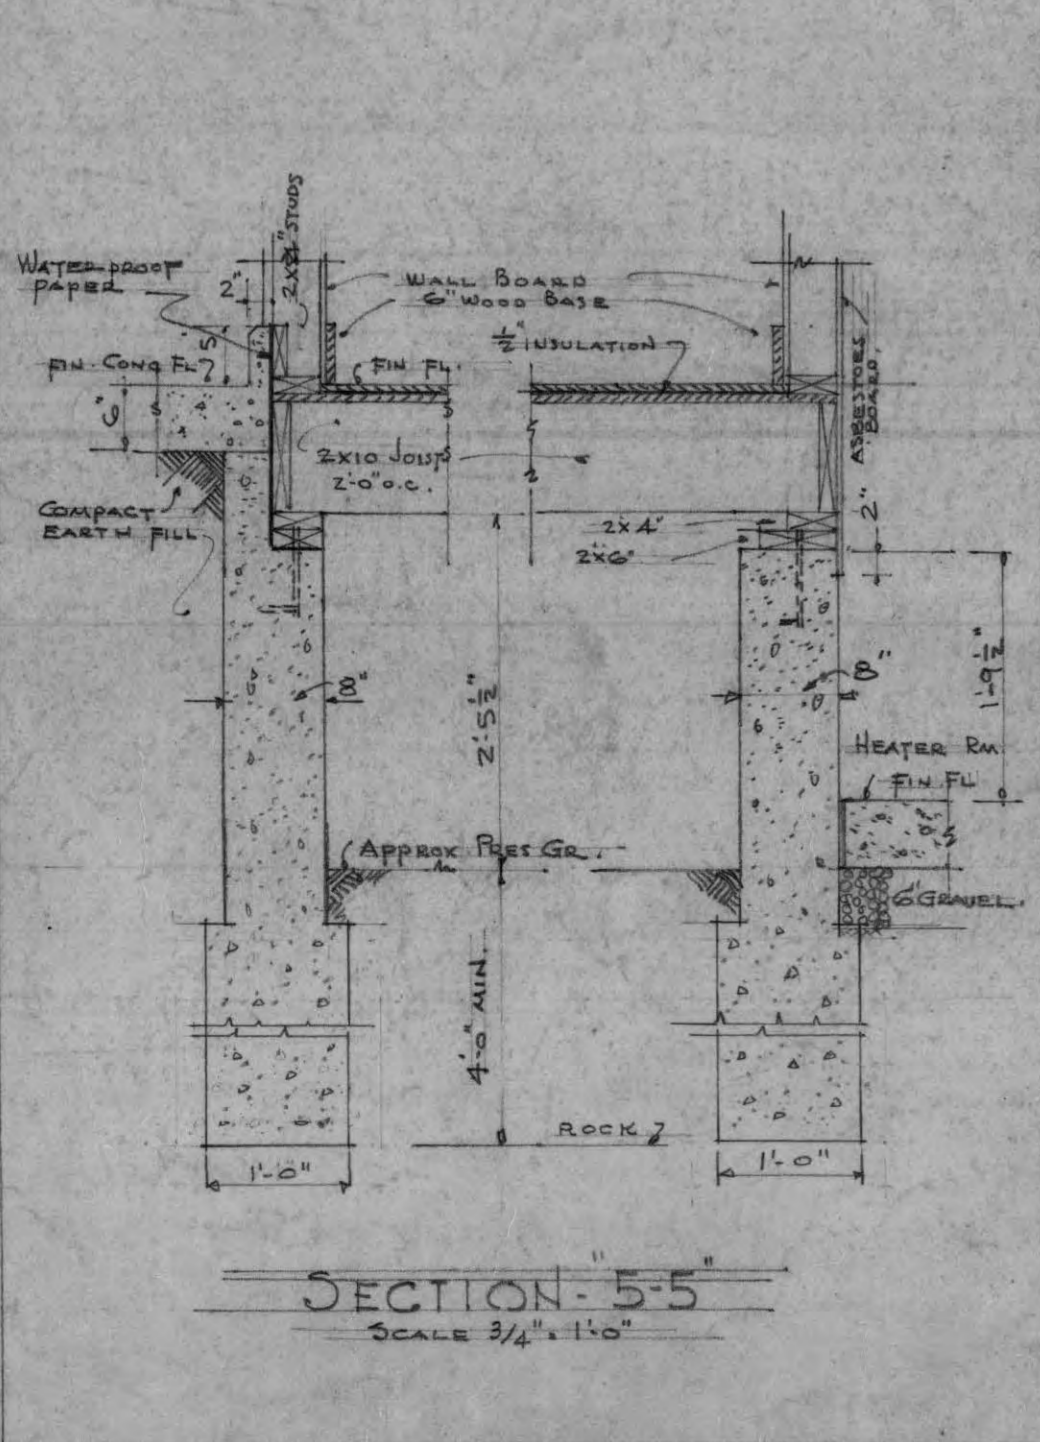 2X4" STUDS
WATERPROOF
PAPER
2"
WALL BOARD
6" WOOD BASE
1/2" INSULATION
5"
FIN. CONC FL
FIN FL.
6"
ASBESTOES
BOARD.
2X10 JOISTS
2'-0" O.C.
COMPACT
EARTH FILL
2X4"
2X6"
2"
8"
8"
2'-5 1/2"
1'-9 1/2"
HEATER RM.
FIN. FL
APPROX PRES GR.
6" GRAVEL.
4'-0" MIN.
ROCK
1'-0"
1'-0"
SECTION-"5-5"
SCALE 3/4" = 1'-0"